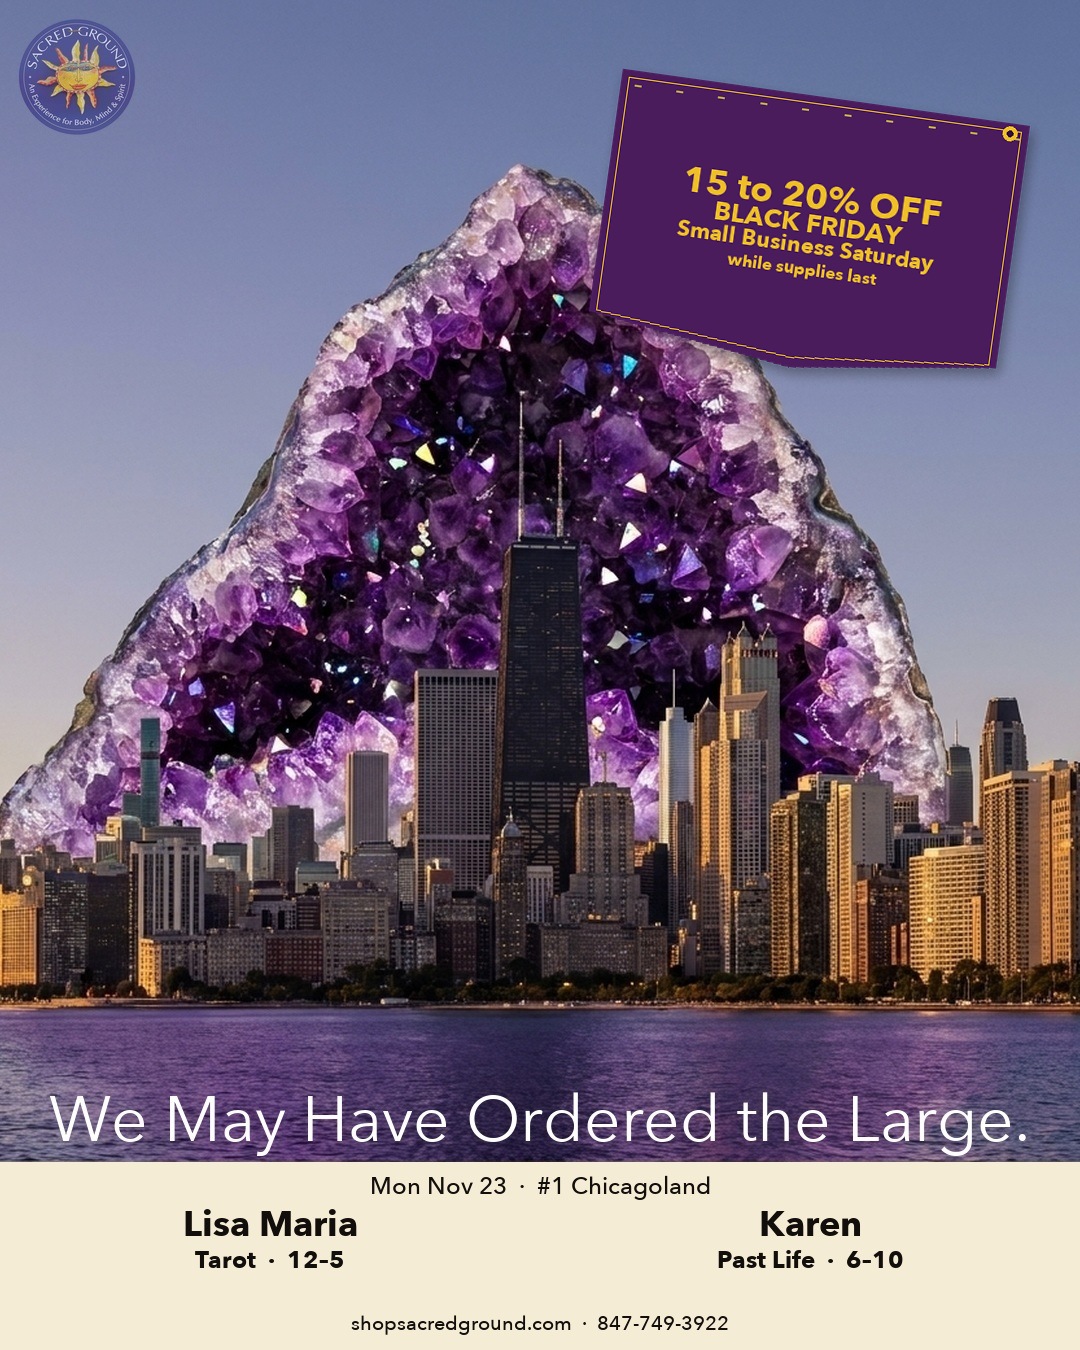 SACRED GROUND
An Experience for Body, Mind & Spirit
15 to 20% OFF
BLACK FRIDAY
Small Business Saturday
while supplies last
We May Have Ordered the Large.
Mon Nov 23 · #1 Chicagoland
Lisa Maria
Tarot · 12–5
Karen
Past Life · 6–10
shopsacredground.com · 847-749-3922